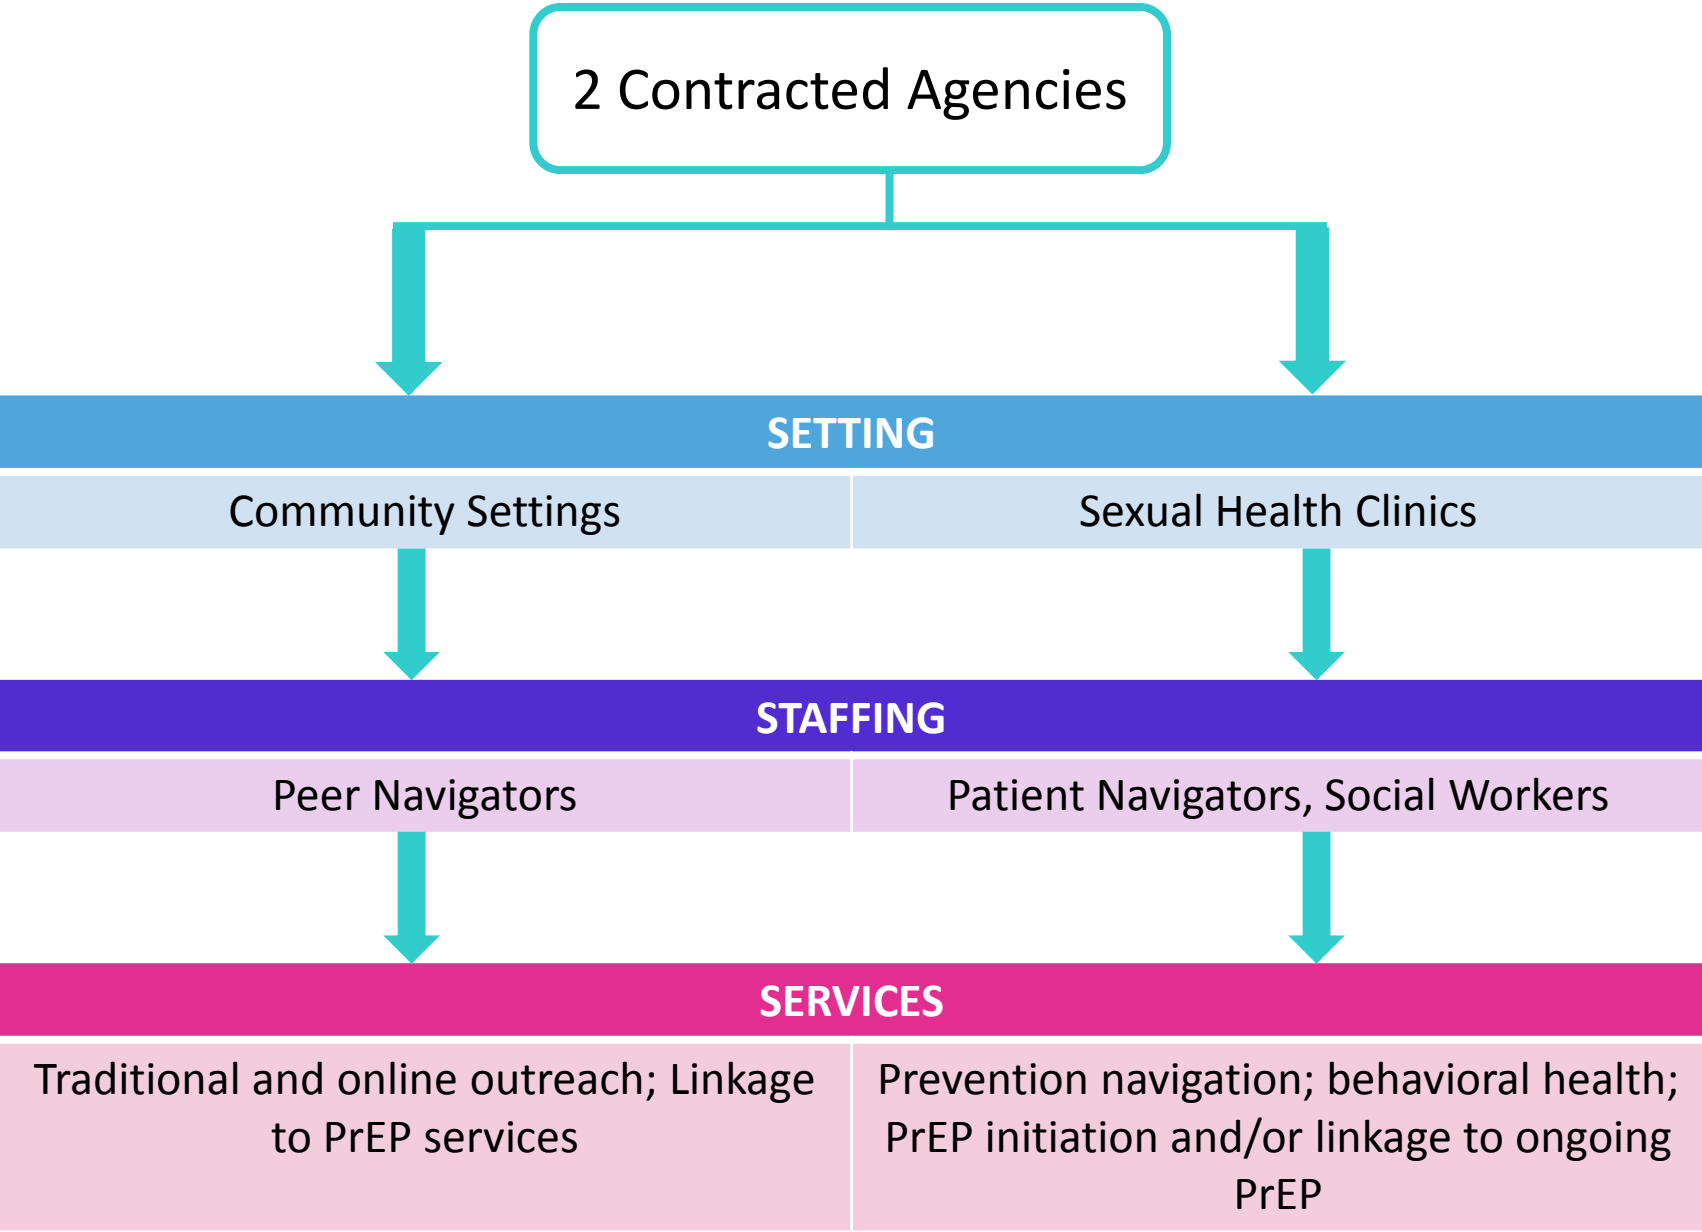 2 Contracted Agencies
SETTING
Community Settings
Sexual Health Clinics
STAFFING
Peer Navigators
Patient Navigators, Social Workers
SERVICES
Traditional and online outreach; Linkage
to PrEP services
Prevention navigation; behavioral health;
PrEP initiation and/or linkage to ongoing
PrEP